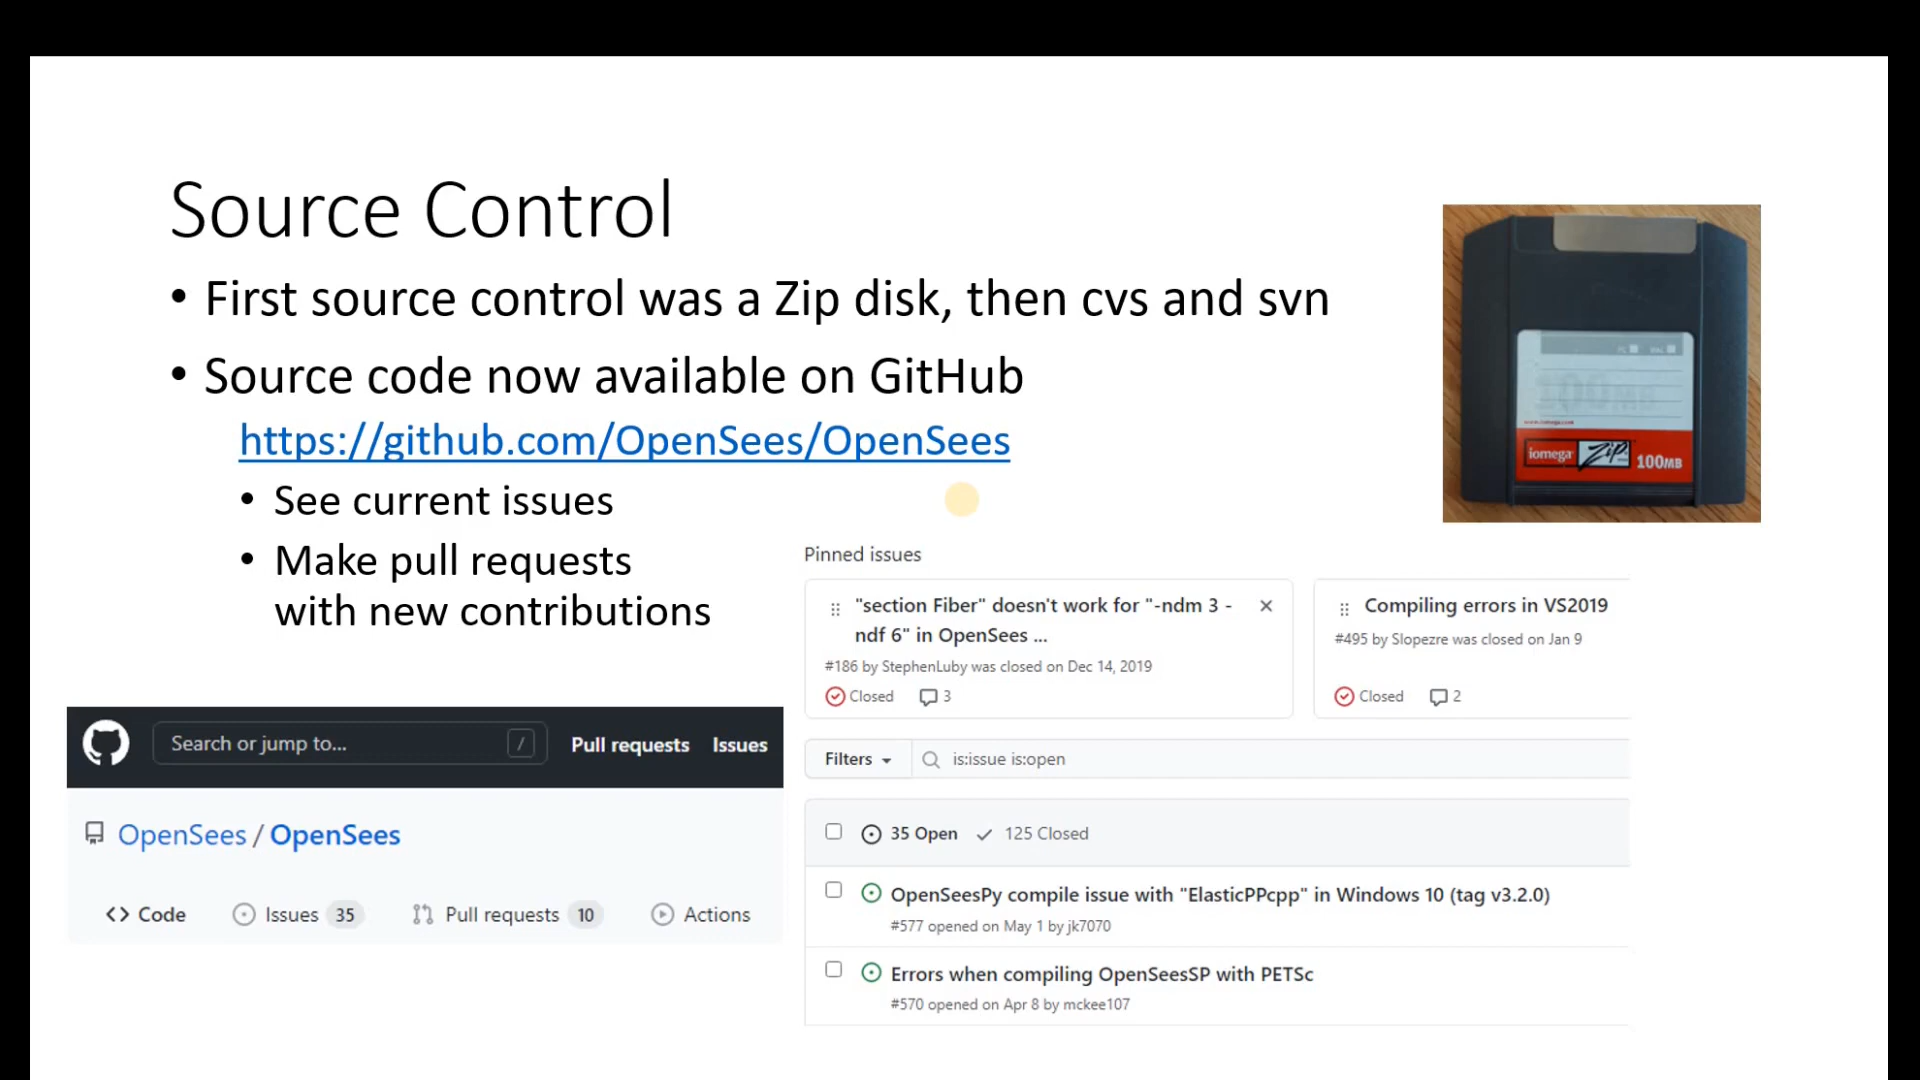 Source Control
• First source control was a Zip disk, then cvs and svn
• Source code now available on GitHub
https://github.com/OpenSees/OpenSees
• See current issues
• Make pull requests
with new contributions
iomega Zip 100MB
Pinned issues
"section Fiber" doesn't work for "-ndm 3 -
ndf 6" in OpenSees ...
#186 by StephenLuby was closed on Dec 14, 2019
Closed 3
Compiling errors in VS2019
#495 by Slopezre was closed on Jan 9
Closed 2
Filters is:issue is:open
35 Open 125 Closed
OpenSeesPy compile issue with "ElasticPPcpp" in Windows 10 (tag v3.2.0)
#577 opened on May 1 by jk7070
Errors when compiling OpenSeesSP with PETSc
#570 opened on Apr 8 by mckee107
Search or jump to... / Pull requests Issues
OpenSees / OpenSees
<> Code Issues 35 Pull requests 10 Actions